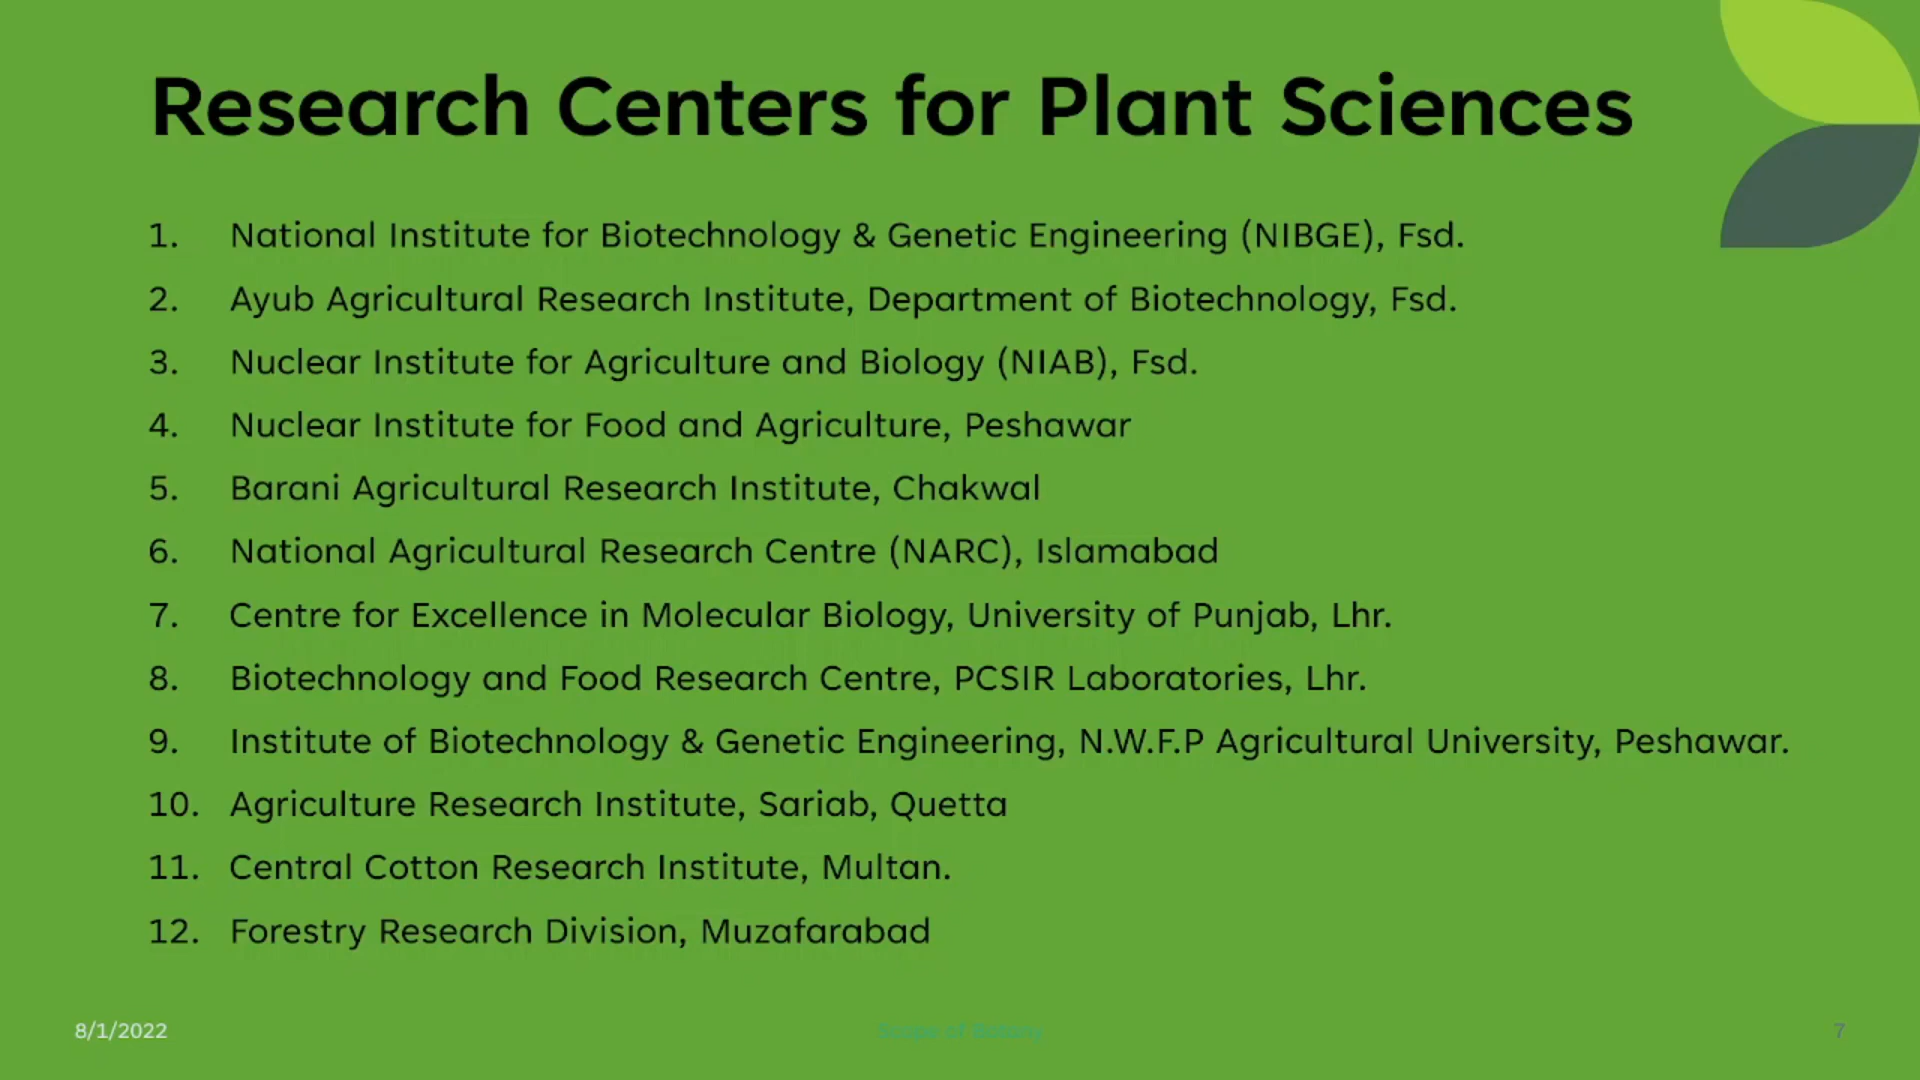 Research Centers for Plant Sciences
1. National Institute for Biotechnology & Genetic Engineering (NIBGE), Fsd.
2. Ayub Agricultural Research Institute, Department of Biotechnology, Fsd.
3. Nuclear Institute for Agriculture and Biology (NIAB), Fsd.
4. Nuclear Institute for Food and Agriculture, Peshawar
5. Barani Agricultural Research Institute, Chakwal
6. National Agricultural Research Centre (NARC), Islamabad
7. Centre for Excellence in Molecular Biology, University of Punjab, Lhr.
8. Biotechnology and Food Research Centre, PCSIR Laboratories, Lhr.
9. Institute of Biotechnology & Genetic Engineering, N.W.F.P Agricultural University, Peshawar.
10. Agriculture Research Institute, Sariab, Quetta
11. Central Cotton Research Institute, Multan.
12. Forestry Research Division, Muzafarabad
8/1/2022
Scope of Botany
7